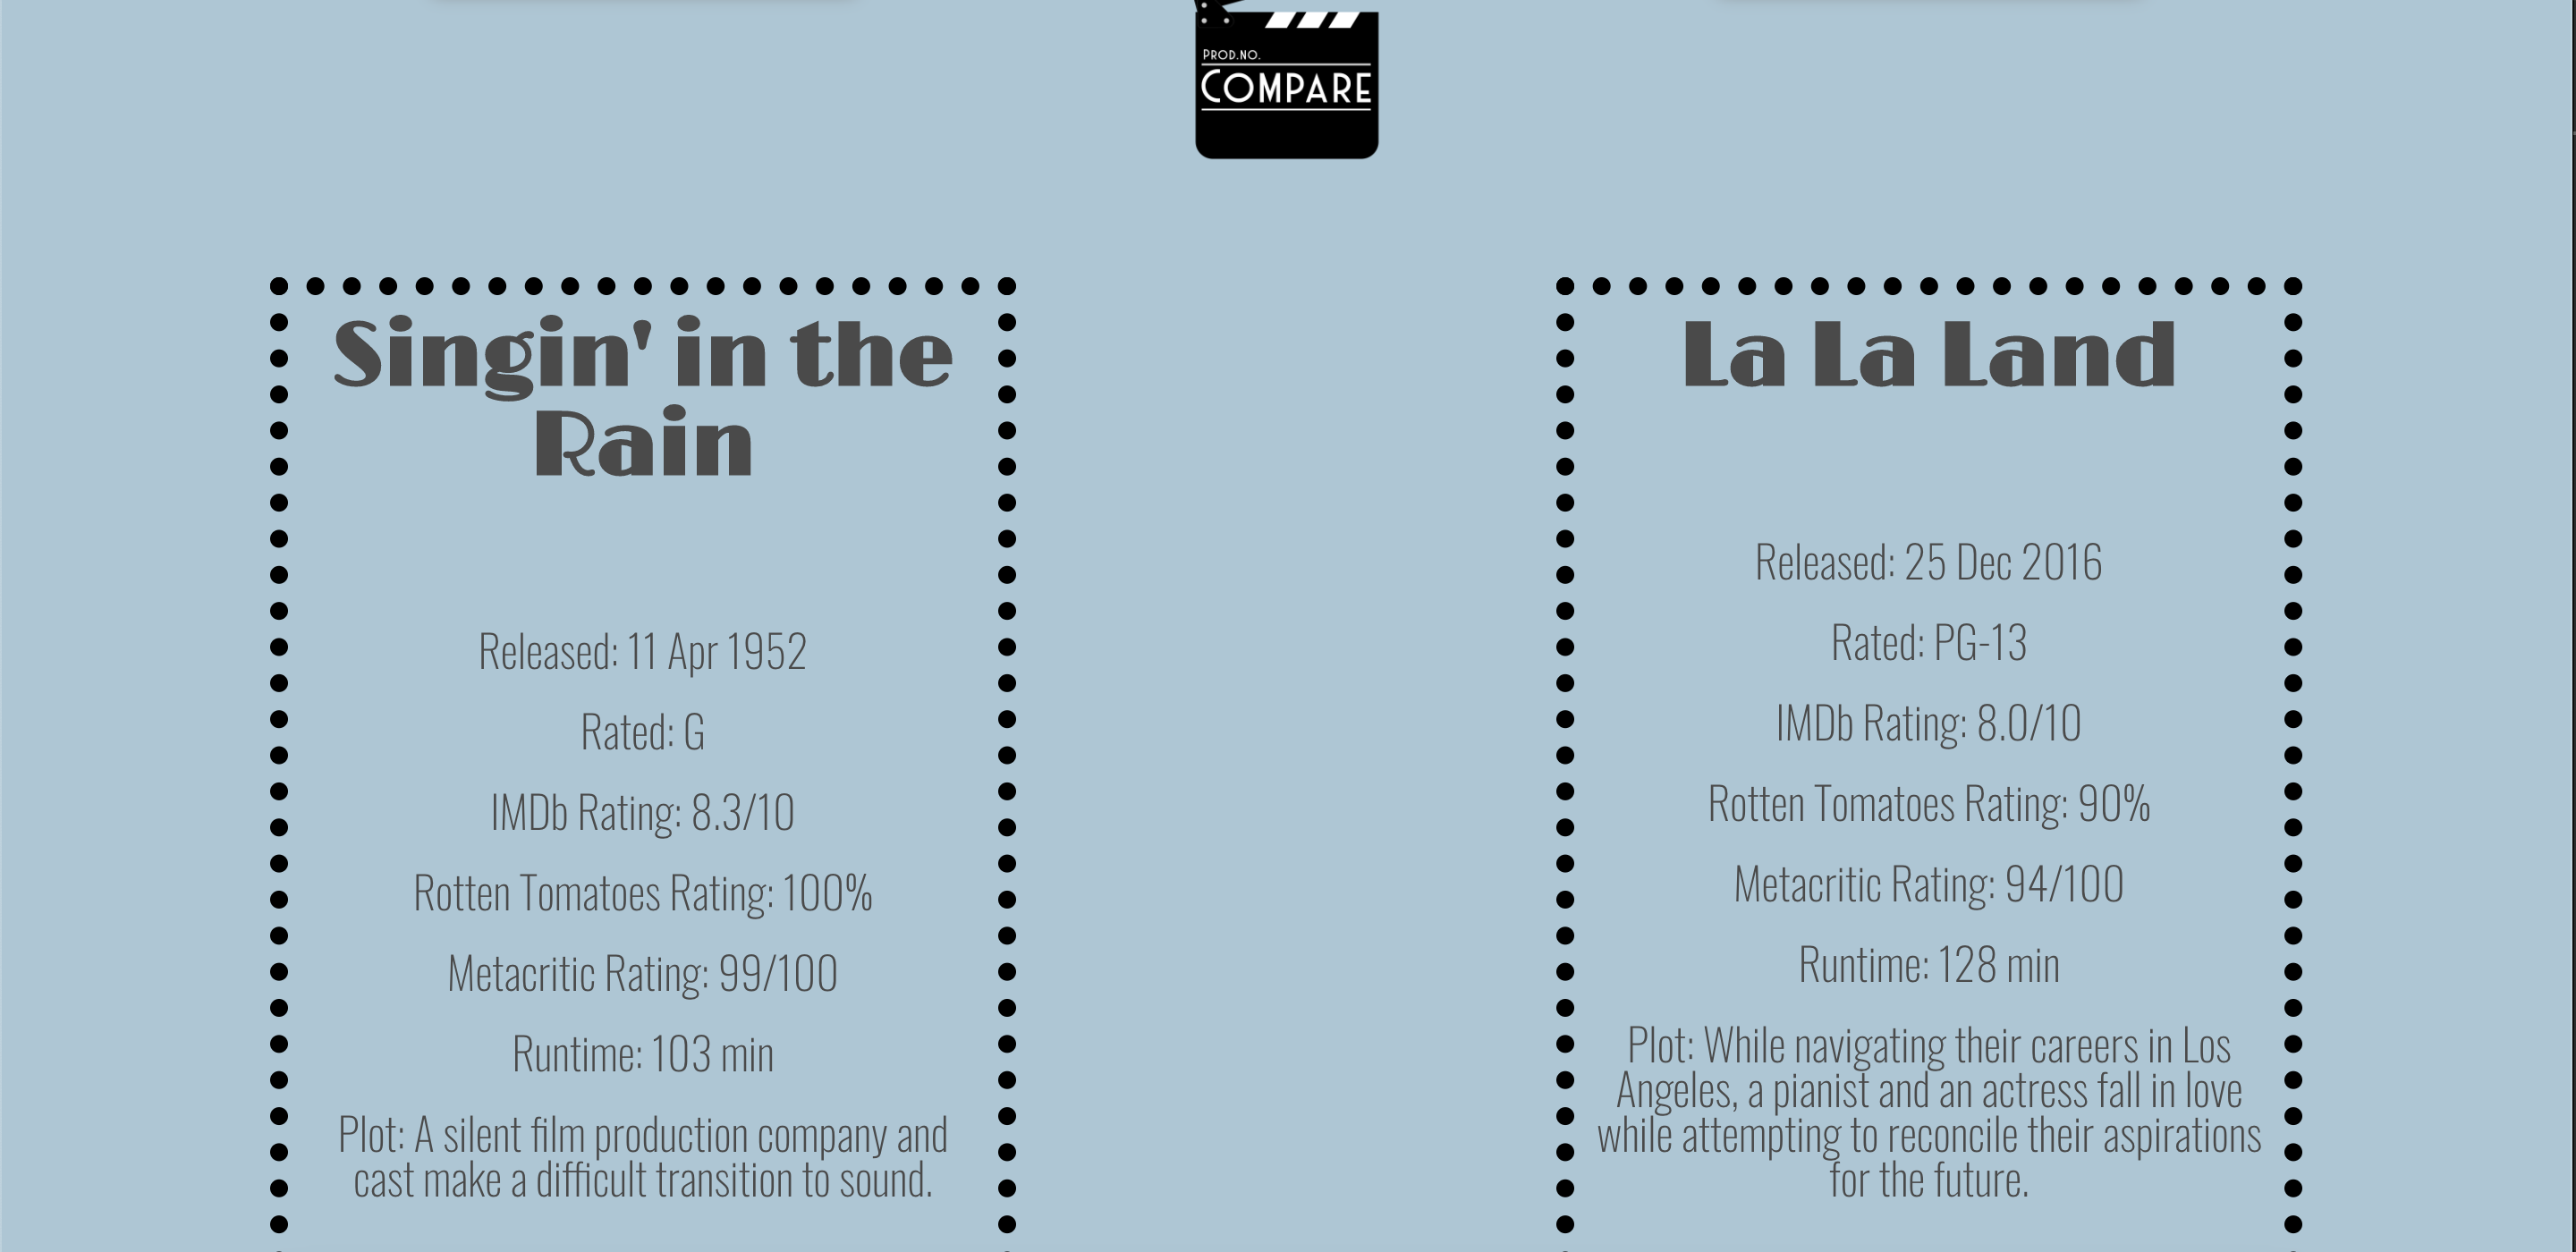 PROD.NO.
COMPARE
Singin' in the
Rain
Released: 11 Apr 1952
Rated: G
IMDb Rating: 8.3/10
Rotten Tomatoes Rating: 100%
Metacritic Rating: 99/100
Runtime: 103 min
Plot: A silent film production company and
cast make a difficult transition to sound.
La La Land
Released: 25 Dec 2016
Rated: PG-13
IMDb Rating: 8.0/10
Rotten Tomatoes Rating: 90%
Metacritic Rating: 94/100
Runtime: 128 min
Plot: While navigating their careers in Los
Angeles, a pianist and an actress fall in love
while attempting to reconcile their aspirations
for the future.